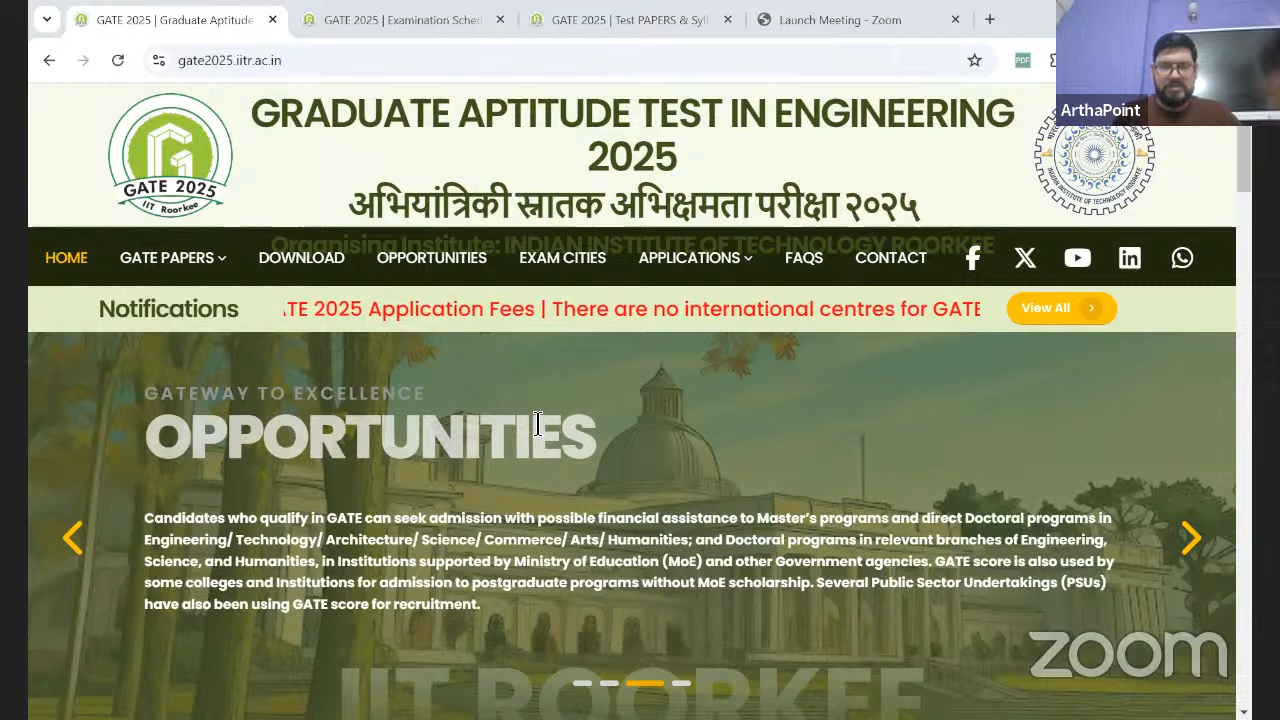 GATE 2025 | Graduate Aptitude
GATE 2025 | Examination Sched
GATE 2025 | Test PAPERS & Syll
Launch Meeting - Zoom
gate2025.iitr.ac.in
PDF
ArthaPoint
GATE 2025
IIT Roorkee
GRADUATE APTITUDE TEST IN ENGINEERING
2025
अभियांत्रिकी स्नातक अभिक्षमता परीक्षा २०२५
Organising Institute: INDIAN INSTITUTE OF TECHNOLOGY ROORKEE
INDIAN INSTITUTE OF TECHNOLOGY ROORKEE
HOME GATE PAPERS DOWNLOAD OPPORTUNITIES EXAM CITIES APPLICATIONS FAQS CONTACT
Notifications
ATE 2025 Application Fees | There are no international centres for GATE
View All
GATEWAY TO EXCELLENCE
OPPORTUNITIES
Candidates who qualify in GATE can seek admission with possible financial assistance to Master's programs and direct Doctoral programs in
Engineering/ Technology/ Architecture/ Science/ Commerce/ Arts/ Humanities; and Doctoral programs in relevant branches of Engineering,
Science, and Humanities, in Institutions supported by Ministry of Education (MoE) and other Government agencies. GATE score is also used by
some colleges and Institutions for admission to postgraduate programs without MoE scholarship. Several Public Sector Undertakings (PSUs)
have also been using GATE score for recruitment.
IIT ROORKEE
zoom